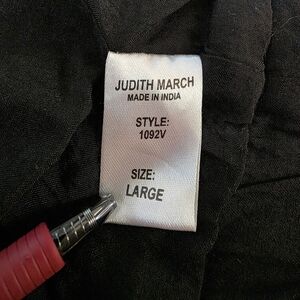 JUDITH MARCH
MADE IN INDIA
STYLE:
1092V
SIZE:
LARGE